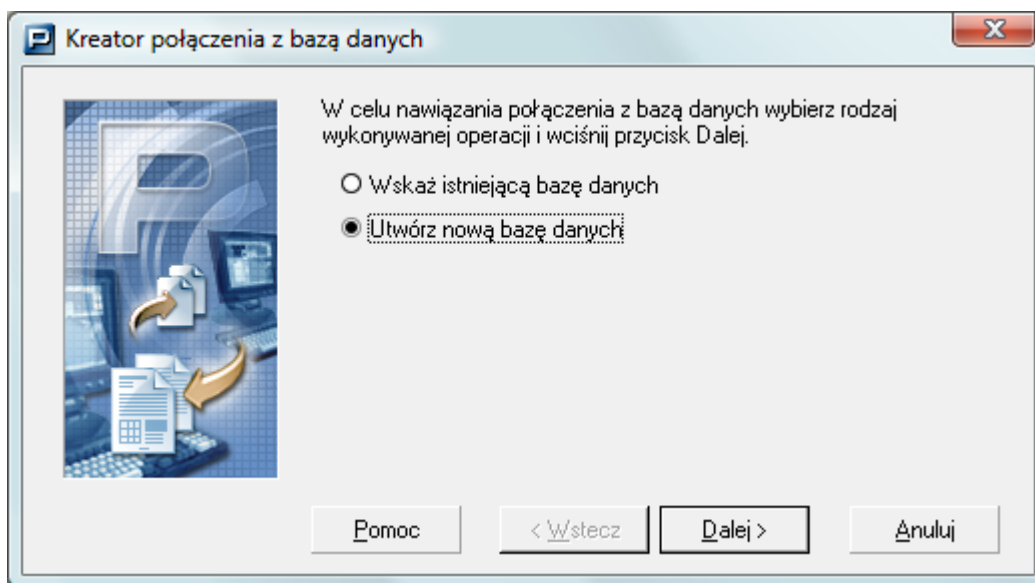 Kreator połączenia z bazą danych
W celu nawiązania połączenia z bazą danych wybierz rodzaj
wykonywanej operacji i wciśnij przycisk Dalej.
Wskaż istniejącą bazę danych
Utwórz nową bazę danych
Pomoc
< Wstecz
Dalej >
Anuluj